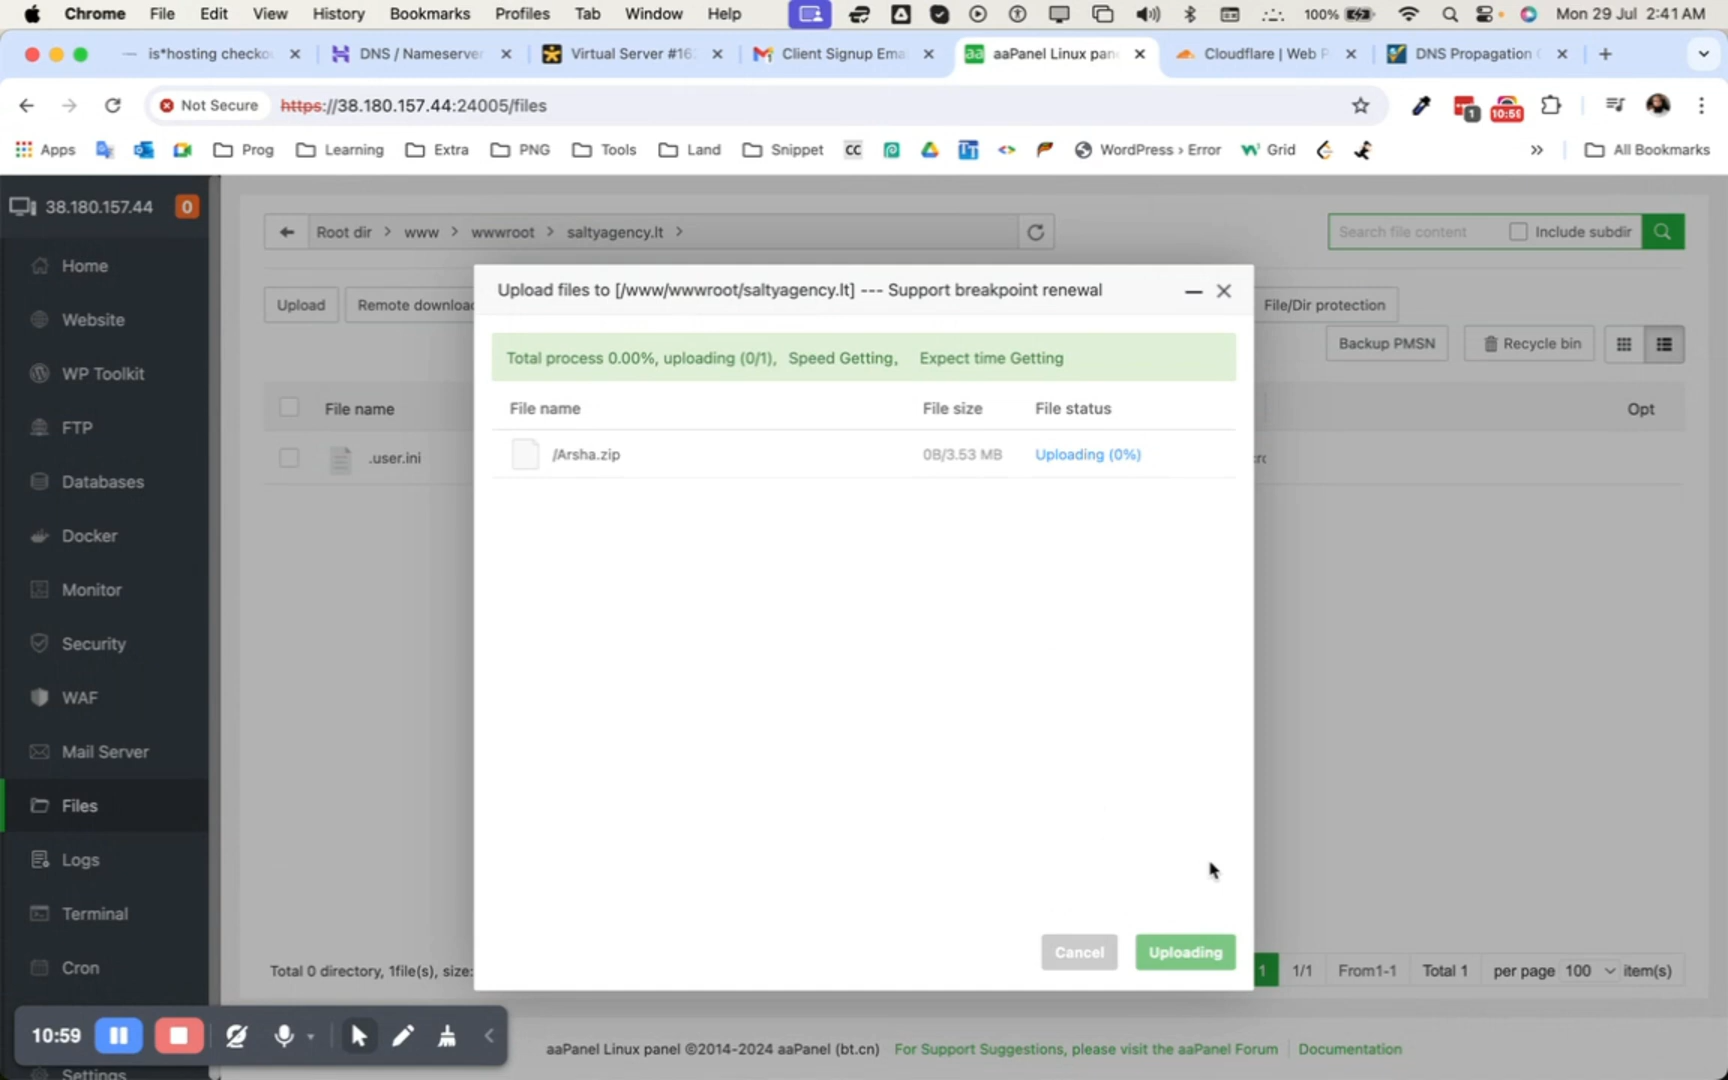 Chrome File Edit View History Bookmarks Profiles Tab Window Help 100% Mon 29 Jul 2:41 AM
is*hosting checkou DNS / Nameserver Virtual Server #16 Client Signup Ema aaPanel Linux pan Cloudflare | Web P DNS Propagation
Not Secure https://38.180.157.44:24005/files 1 10:59
Apps Prog Learning Extra PNG Tools Land Snippet CC TT WordPress > Error Grid » All Bookmarks
38.180.157.44 0
Home
Website
WP Toolkit
FTP
Databases
Docker
Monitor
Security
WAF
Mail Server
Files
Logs
Terminal
Cron
Settings
Root dir > www > wwwroot > saltyagency.lt >
Search file content Include subdir
Upload Remote download File/Dir protection
Backup PMSN Recycle bin
File name Opt
.user.ini
Upload files to [/www/wwwroot/saltyagency.lt] --- Support breakpoint renewal
Total process 0.00%, uploading (0/1), Speed Getting, Expect time Getting
File name File size File status
/Arsha.zip 0B/3.53 MB Uploading (0%)
Cancel Uploading
Total 0 directory, 1file(s), size: 1 1/1 From1-1 Total 1 per page 100 item(s)
10:59
aaPanel Linux panel ©2014-2024 aaPanel (bt.cn) For Support Suggestions, please visit the aaPanel Forum Documentation